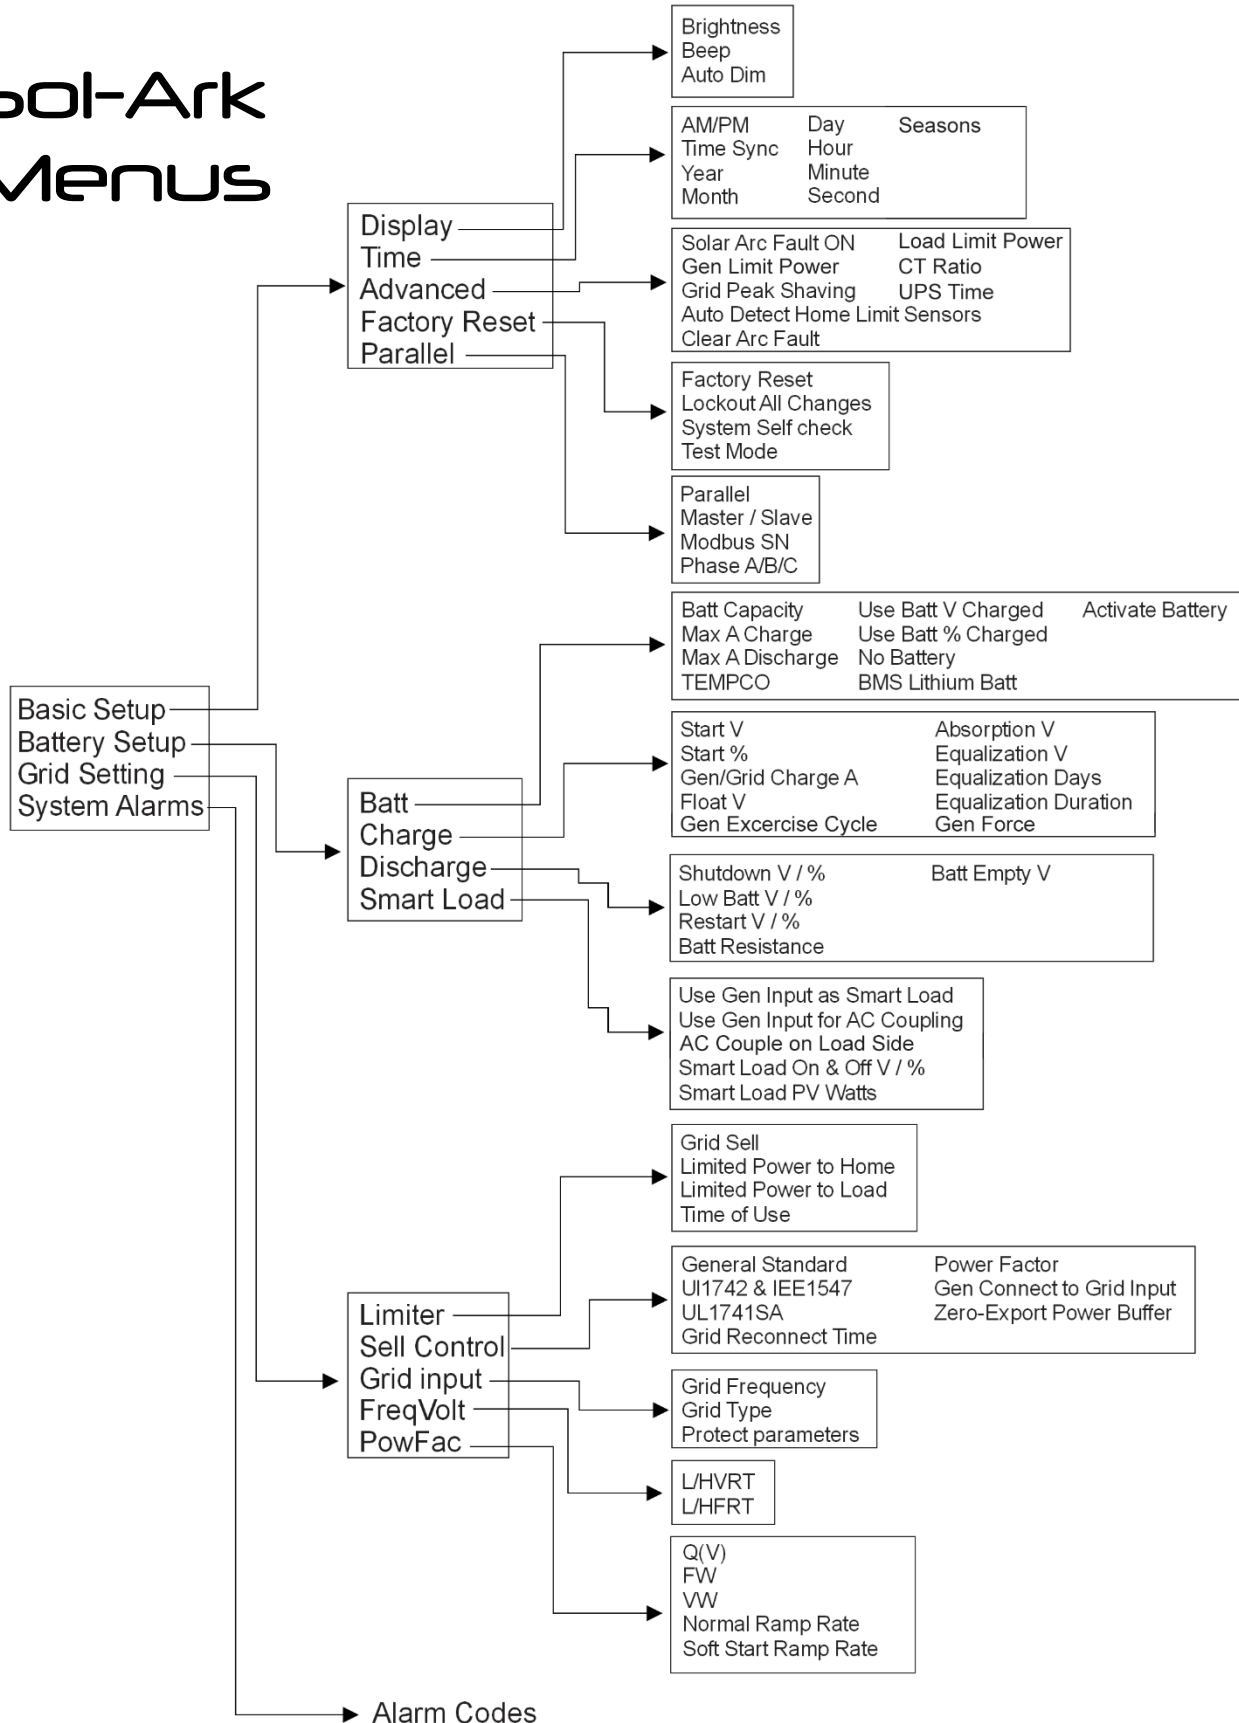 Sol-Ark
Menus
Basic Setup
Battery Setup
Grid Setting
System Alarms
Display
Time
Advanced
Factory Reset
Parallel
Brightness
Beep
Auto Dim
AM/PM Day Seasons
Time Sync Hour
Year Minute
Month Second
Solar Arc Fault ON Load Limit Power
Gen Limit Power CT Ratio
Grid Peak Shaving UPS Time
Auto Detect Home Limit Sensors
Clear Arc Fault
Factory Reset
Lockout All Changes
System Self check
Test Mode
Parallel
Master / Slave
Modbus SN
Phase A/B/C
Batt
Charge
Discharge
Smart Load
Batt Capacity Use Batt V Charged Activate Battery
Max A Charge Use Batt % Charged
Max A Discharge No Battery
TEMPCO BMS Lithium Batt
Start V Absorption V
Start % Equalization V
Gen/Grid Charge A Equalization Days
Float V Equalization Duration
Gen Excercise Cycle Gen Force
Shutdown V / % Batt Empty V
Low Batt V / %
Restart V / %
Batt Resistance
Use Gen Input as Smart Load
Use Gen Input for AC Coupling
AC Couple on Load Side
Smart Load On & Off V / %
Smart Load PV Watts
Limiter
Sell Control
Grid input
FreqVolt
PowFac
Grid Sell
Limited Power to Home
Limited Power to Load
Time of Use
General Standard Power Factor
UI1742 & IEE1547 Gen Connect to Grid Input
UL1741SA Zero-Export Power Buffer
Grid Reconnect Time
Grid Frequency
Grid Type
Protect parameters
L/HVRT
L/HFRT
Q(V)
FW
VW
Normal Ramp Rate
Soft Start Ramp Rate
Alarm Codes